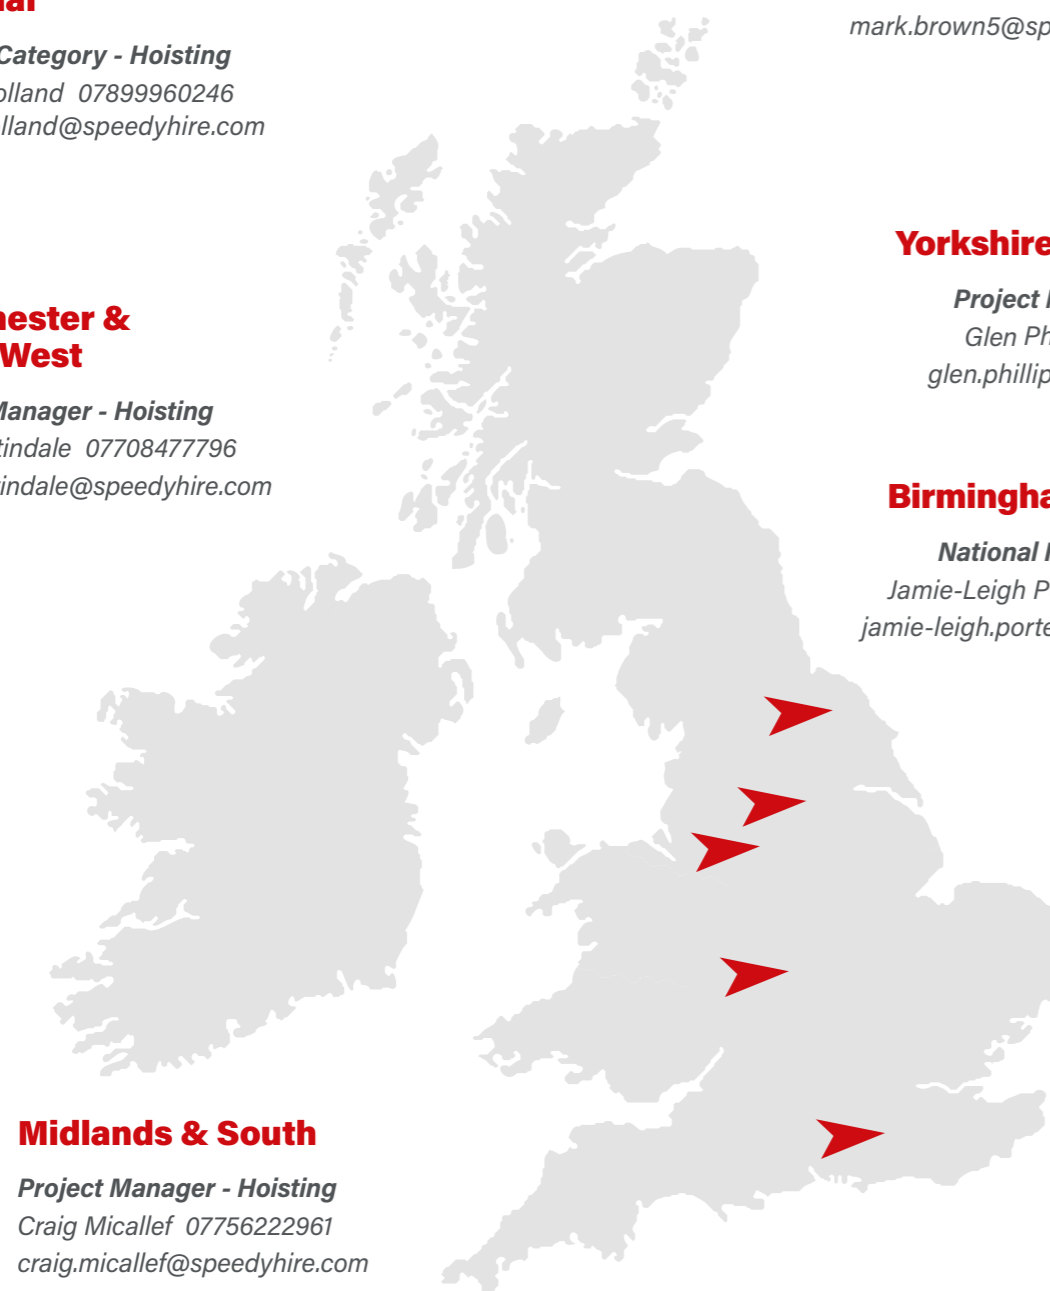 Category - Hoisting
olland 07899960246
lland@speedyhire.com
mark.brown5@sp
nester &
West
Manager - Hoisting
tindale 07708477796
indale@speedyhire.com
Yorkshire
Project
Glen Ph
glen.phillip
Birmingha
National
Jamie-Leigh P
jamie-leigh.porte
Midlands & South
Project Manager - Hoisting
Craig Micallef 07756222961
craig.micallef@speedyhire.com